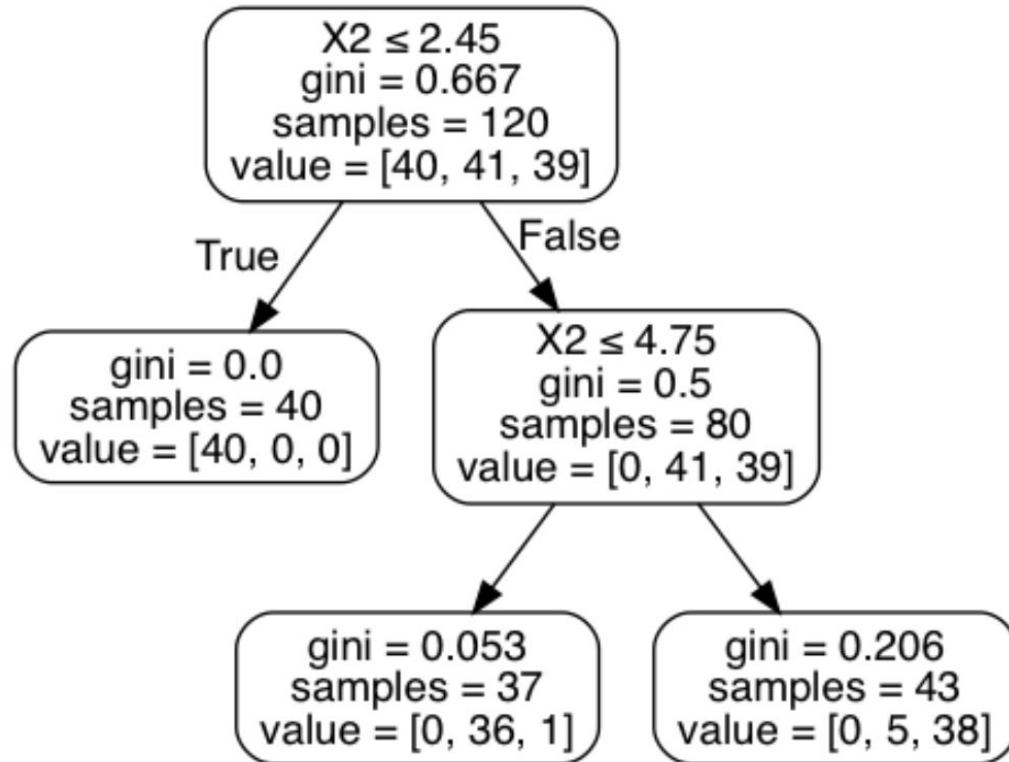 X2 ≤ 2.45
gini = 0.667
samples = 120
value = [40, 41, 39]
True
False
gini = 0.0
samples = 40
value = [40, 0, 0]
X2 ≤ 4.75
gini = 0.5
samples = 80
value = [0, 41, 39]
gini = 0.053
samples = 37
value = [0, 36, 1]
gini = 0.206
samples = 43
value = [0, 5, 38]